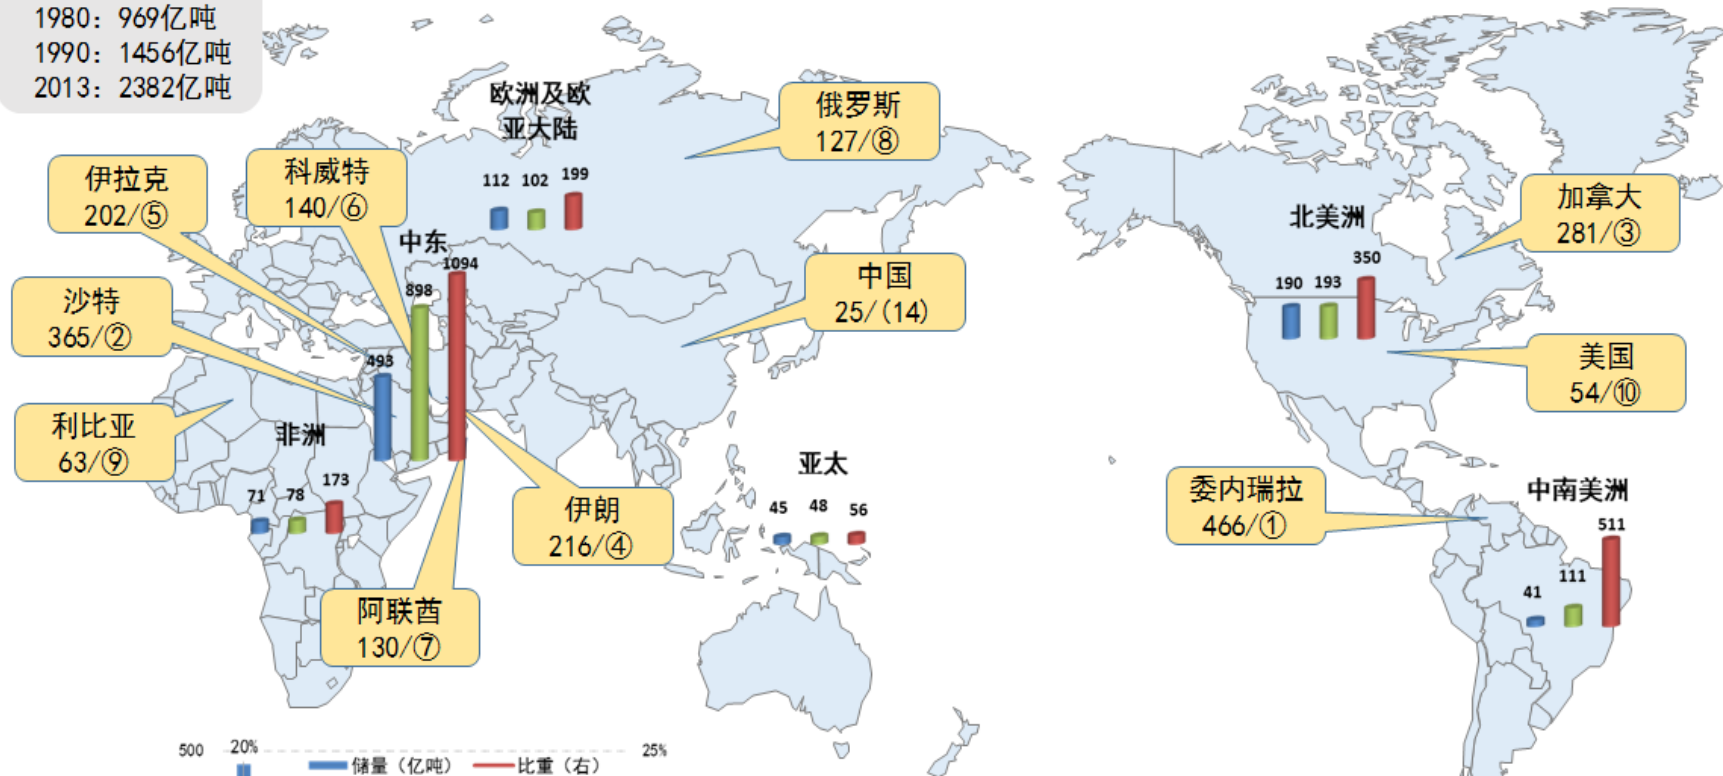 1980: 969亿吨
1990: 1456亿吨
2013: 2382亿吨
欧洲及欧
亚大陆
112 102 199
俄罗斯
127/⑧
伊拉克
202/⑤
科威特
140/⑥
中东
493 898 1094
沙特
365/②
中国
25/(14)
利比亚
63/⑨
非洲
71 78 173
伊朗
216/④
阿联酋
130/⑦
亚太
45 48 56
北美洲
190 193 350
加拿大
281/③
美国
54/⑩
委内瑞拉
466/①
中南美洲
41 111 511
500 20% 25%
储量（亿吨） 比重（右）